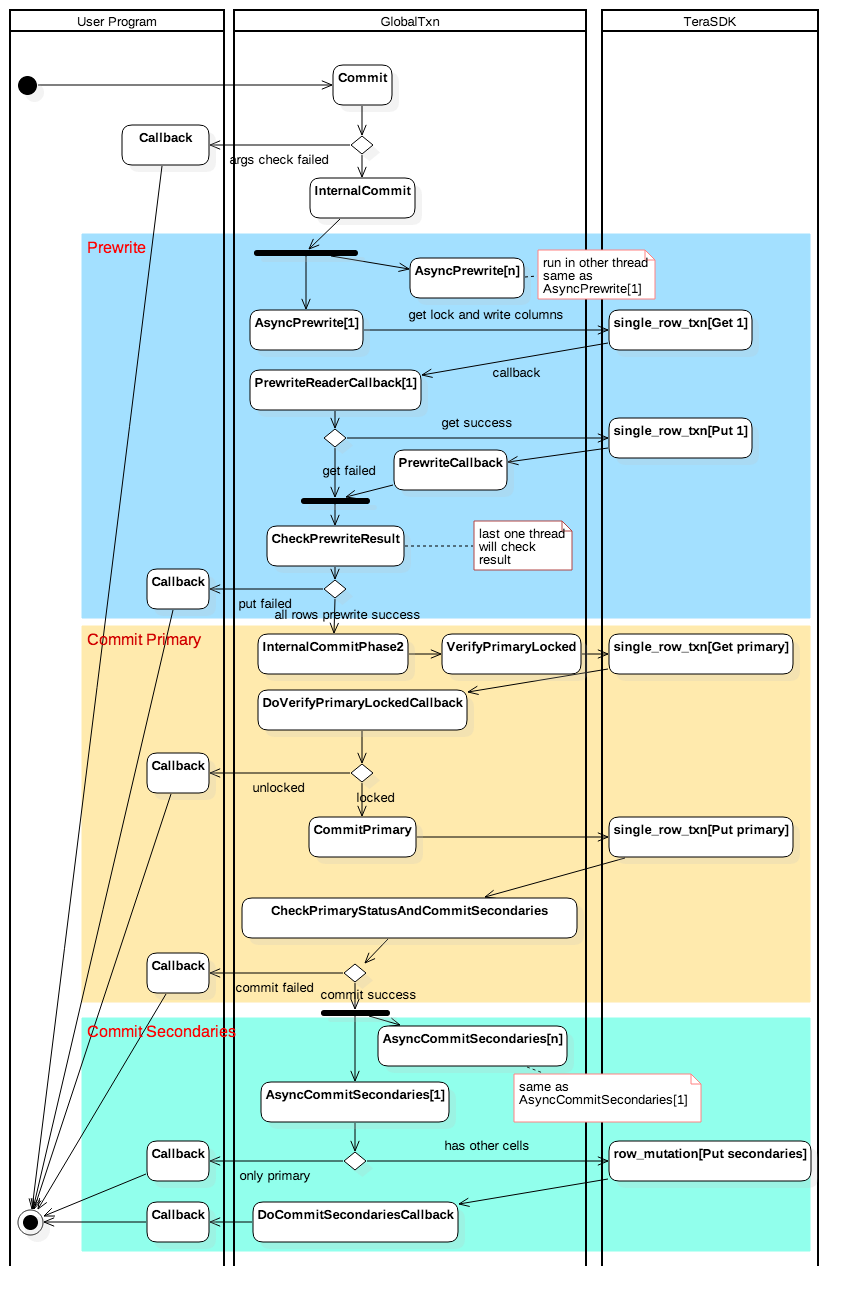 User Program
GlobalTxn
TeraSDK
Commit
Callback
args check failed
InternalCommit
Prewrite
AsyncPrewrite[n]
run in other thread
same as
AsyncPrewrite[1]
AsyncPrewrite[1]
get lock and write columns
single_row_txn[Get 1]
callback
PrewriteReaderCallback[1]
get success
single_row_txn[Put 1]
get failed
PrewriteCallback
CheckPrewriteResult
last one thread
will check
result
Callback
put failed
all rows prewrite success
Commit Primary
InternalCommitPhase2
VerifyPrimaryLocked
single_row_txn[Get primary]
DoVerifyPrimaryLockedCallback
Callback
unlocked
locked
CommitPrimary
single_row_txn[Put primary]
CheckPrimaryStatusAndCommitSecondaries
Callback
commit failed
commit success
Commit Secondaries
AsyncCommitSecondaries[n]
same as
AsyncCommitSecondaries[1]
AsyncCommitSecondaries[1]
has other cells
Callback
only primary
row_mutation[Put secondaries]
Callback
DoCommitSecondariesCallback